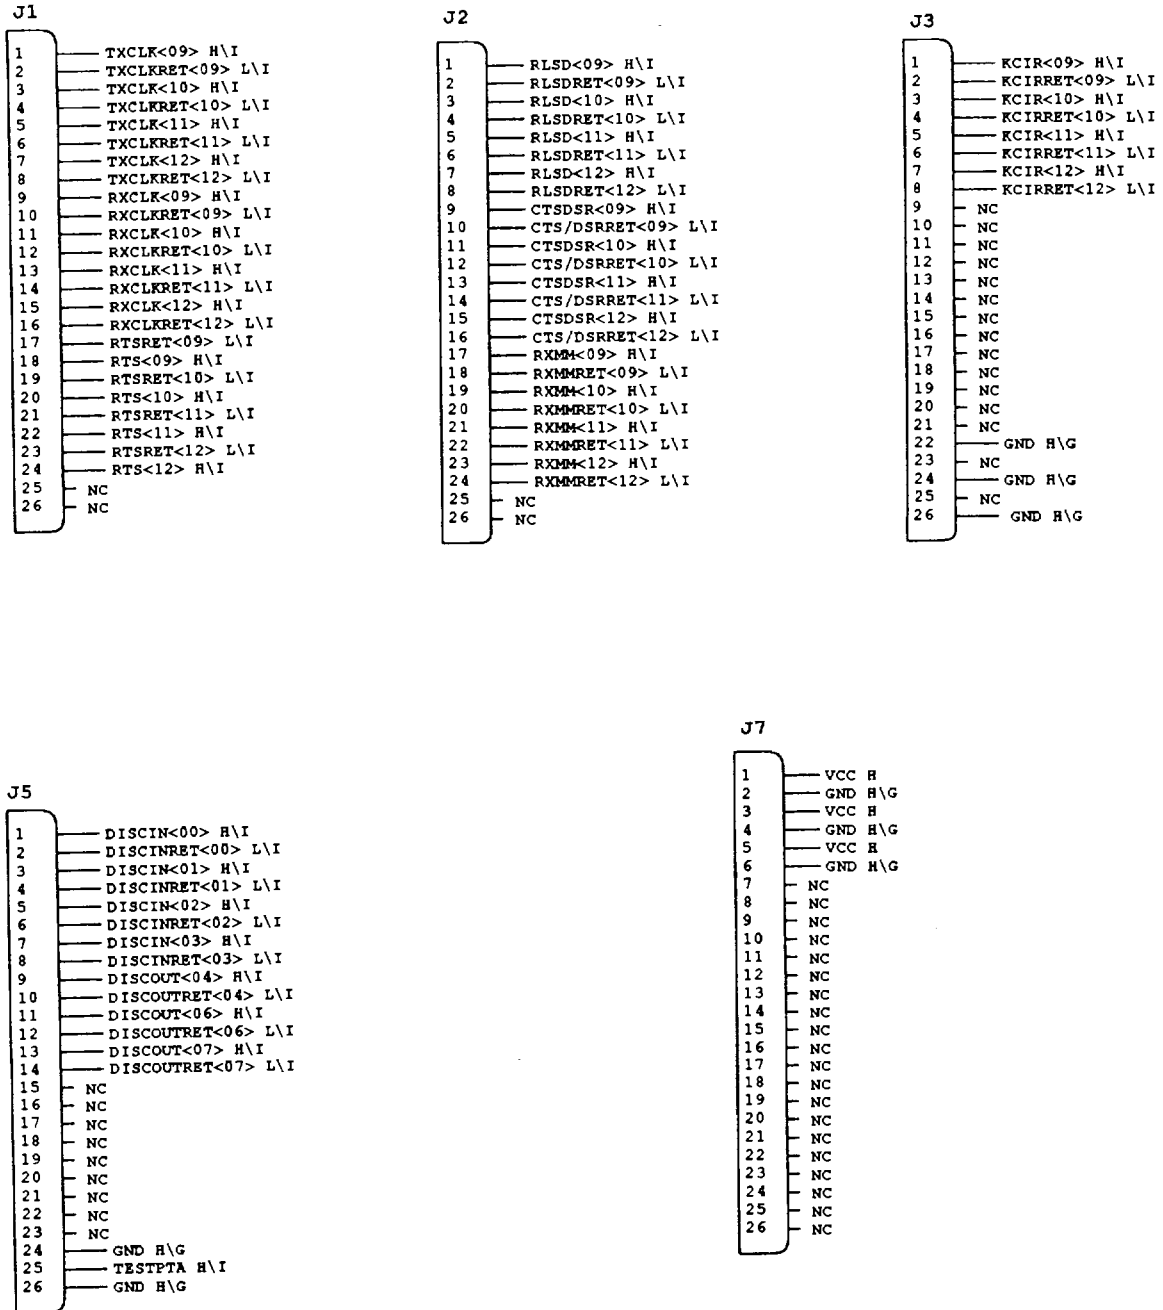 J1
1 TXCLK<09> H\I
2 TXCLKRET<09> L\I
3 TXCLK<10> H\I
4 TXCLKRET<10> L\I
5 TXCLK<11> H\I
6 TXCLKRET<11> L\I
7 TXCLK<12> H\I
8 TXCLKRET<12> L\I
9 RXCLK<09> H\I
10 RXCLKRET<09> L\I
11 RXCLK<10> H\I
12 RXCLKRET<10> L\I
13 RXCLK<11> H\I
14 RXCLKRET<11> L\I
15 RXCLK<12> H\I
16 RXCLKRET<12> L\I
17 RTSRET<09> L\I
18 RTS<09> H\I
19 RTSRET<10> L\I
20 RTS<10> H\I
21 RTSRET<11> L\I
22 RTS<11> H\I
23 RTSRET<12> L\I
24 RTS<12> H\I
25 NC
26 NC
J2
1 RLSD<09> H\I
2 RLSDRET<09> L\I
3 RLSD<10> H\I
4 RLSDRET<10> L\I
5 RLSD<11> H\I
6 RLSDRET<11> L\I
7 RLSD<12> H\I
8 RLSDRET<12> L\I
9 CTSDSR<09> H\I
10 CTS/DSRRET<09> L\I
11 CTSDSR<10> H\I
12 CTS/DSRRET<10> L\I
13 CTSDSR<11> H\I
14 CTS/DSRRET<11> L\I
15 CTSDSR<12> H\I
16 CTS/DSRRET<12> L\I
17 RXMM<09> H\I
18 RXMMRET<09> L\I
19 RXMM<10> H\I
20 RXMMRET<10> L\I
21 RXMM<11> H\I
22 RXMMRET<11> L\I
23 RXMM<12> H\I
24 RXMMRET<12> L\I
25 NC
26 NC
J3
1 KCIR<09> H\I
2 KCIRRET<09> L\I
3 KCIR<10> H\I
4 KCIRRET<10> L\I
5 KCIR<11> H\I
6 KCIRRET<11> L\I
7 KCIR<12> H\I
8 KCIRRET<12> L\I
9 NC
10 NC
11 NC
12 NC
13 NC
14 NC
15 NC
16 NC
17 NC
18 NC
19 NC
20 NC
21 NC
22 GND H\G
23 NC
24 GND H\G
25 NC
26 GND H\G
J5
1 DISCIN<00> H\I
2 DISCINRET<00> L\I
3 DISCIN<01> H\I
4 DISCINRET<01> L\I
5 DISCIN<02> H\I
6 DISCINRET<02> L\I
7 DISCIN<03> H\I
8 DISCINRET<03> L\I
9 DISCOUT<04> H\I
10 DISCOUTRET<04> L\I
11 DISCOUT<06> H\I
12 DISCOUTRET<06> L\I
13 DISCOUT<07> H\I
14 DISCOUTRET<07> L\I
15 NC
16 NC
17 NC
18 NC
19 NC
20 NC
21 NC
22 NC
23 NC
24 GND H\G
25 TESTPTA H\I
26 GND H\G
J7
1 VCC H
2 GND H\G
3 VCC H
4 GND H\G
5 VCC H
6 GND H\G
7 NC
8 NC
9 NC
10 NC
11 NC
12 NC
13 NC
14 NC
15 NC
16 NC
17 NC
18 NC
19 NC
20 NC
21 NC
22 NC
23 NC
24 NC
25 NC
26 NC